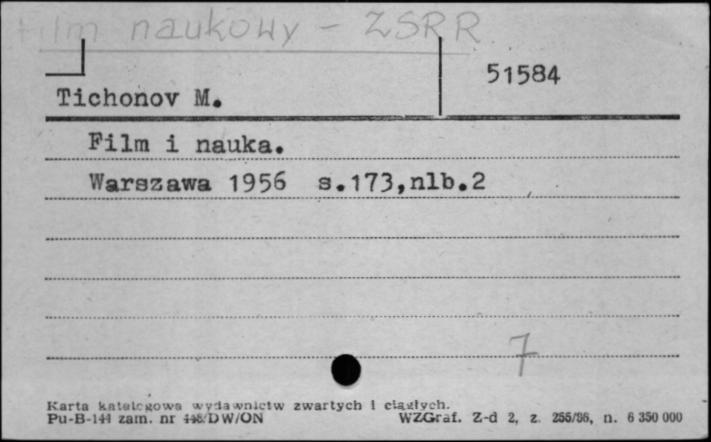 film naukowy - ZSRR
51584
Tichonov M.
Film i nauka.
Warszawa 1956 s.173,nlb.2
7
Karta katalogowa wydawnictw zwartych i ciągłych.
Pu-B-144 zam. nr 448/DW/ON WZGraf. Z-d 2, z. 255/86, n. 6 350 000